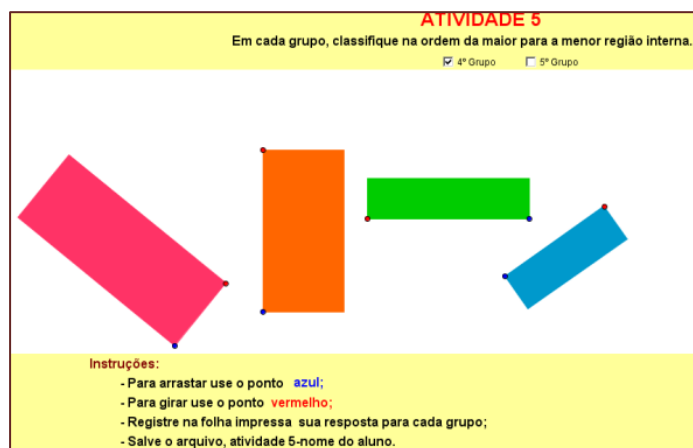 ATIVIDADE 5
Em cada grupo, classifique na ordem da maior para a menor região interna.
4º Grupo 5º Grupo
Instruções:
- Para arrastar use o ponto azul;
- Para girar use o ponto vermelho;
- Registre na folha impressa sua resposta para cada grupo;
- Salve o arquivo, atividade 5-nome do aluno.